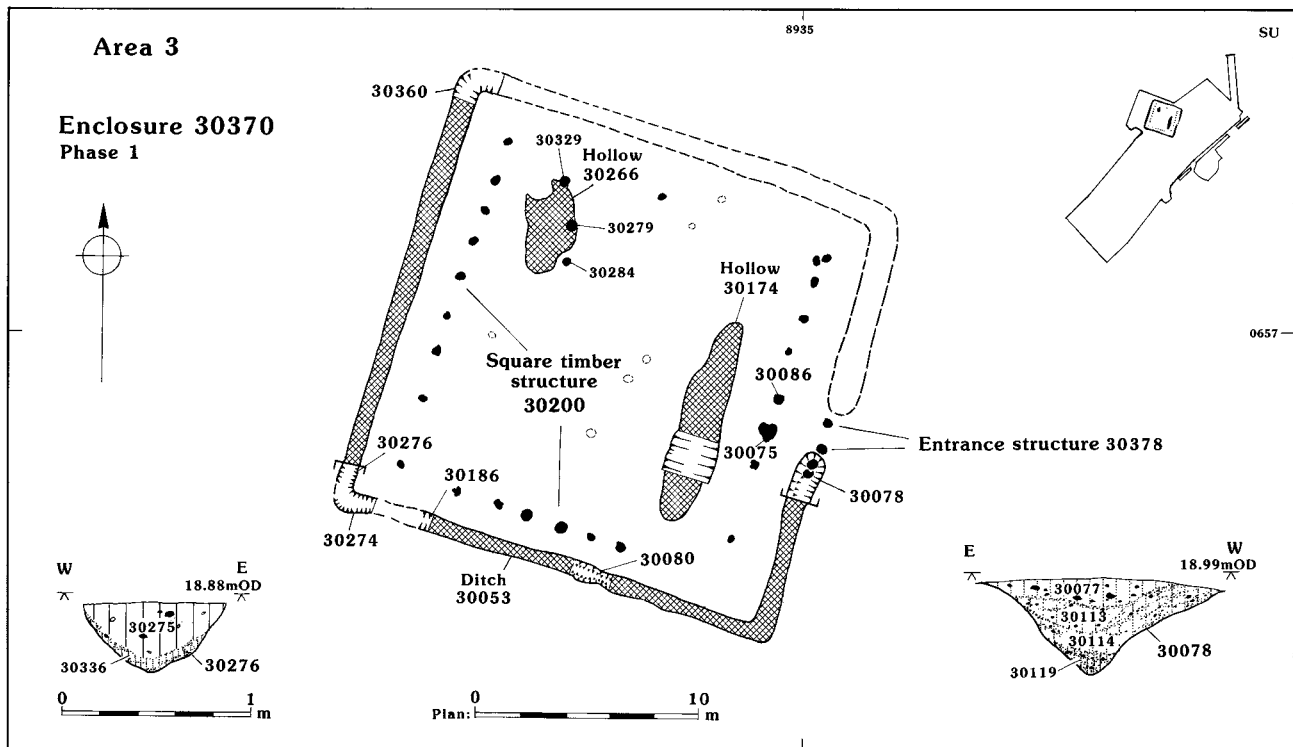 8935
SU
Area 3
30360
Enclosure 30370
Phase 1
30329
Hollow
30266
30279
30284
Hollow
30174
0657
Square timber
structure
30200
30086
30276
30075
Entrance structure 30378
30186
30078
30274
30080
Ditch
30053
W
E
18.88mOD
30275
30336
30276
0
1
m
Plan:
0
10
m
E
W
18.99mOD
30077
30113
30114
30119
30078